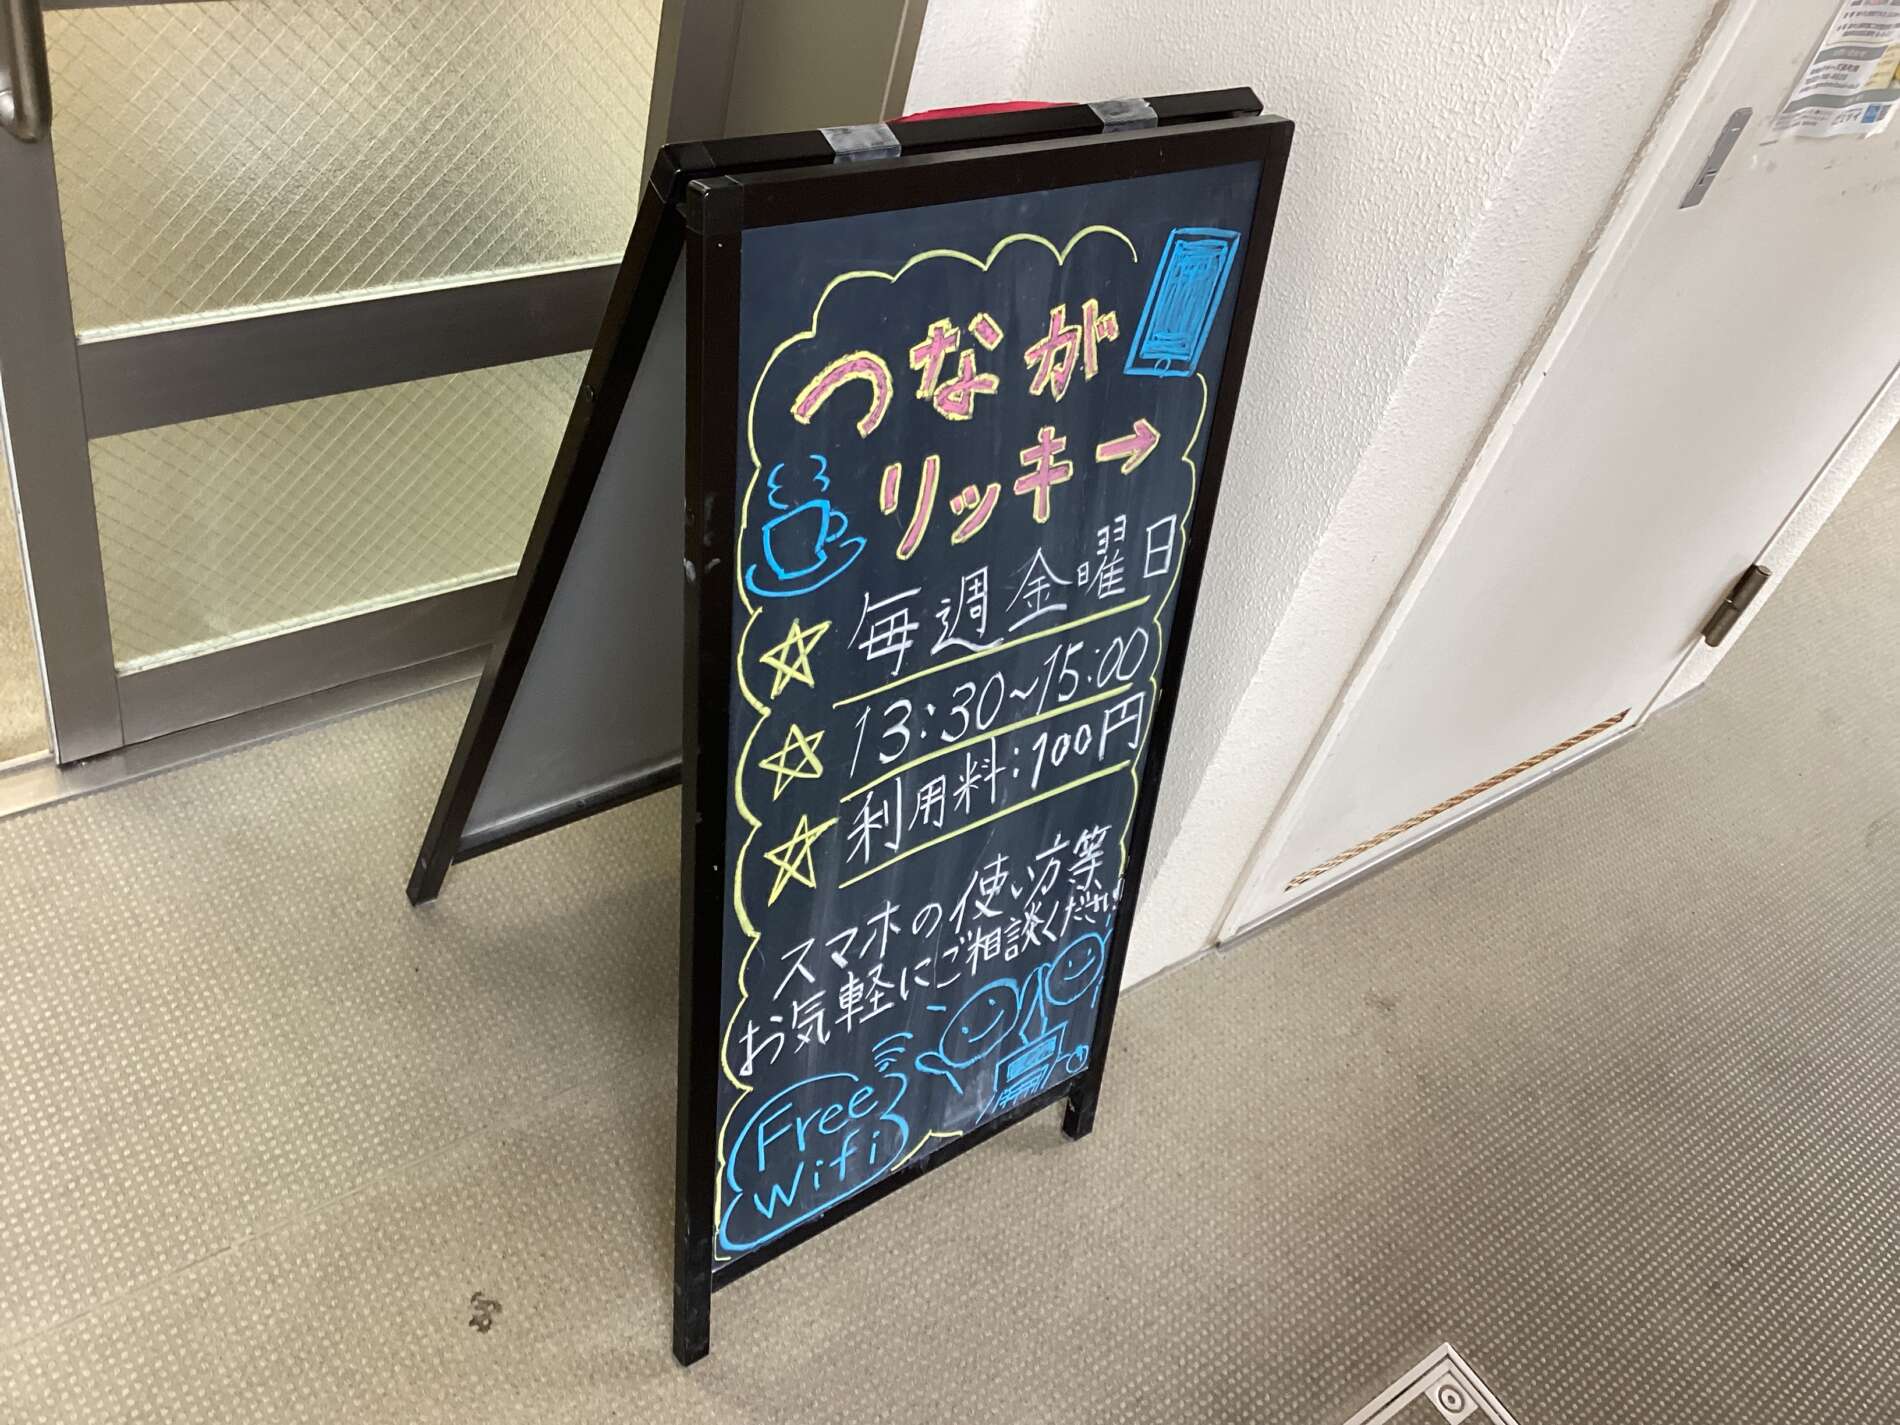 つなが
リッキ→
毎週金曜日
13:30~15:00
利用料:100円
スマホの使い方等
お気軽にご相談ください!
Free
Wifi